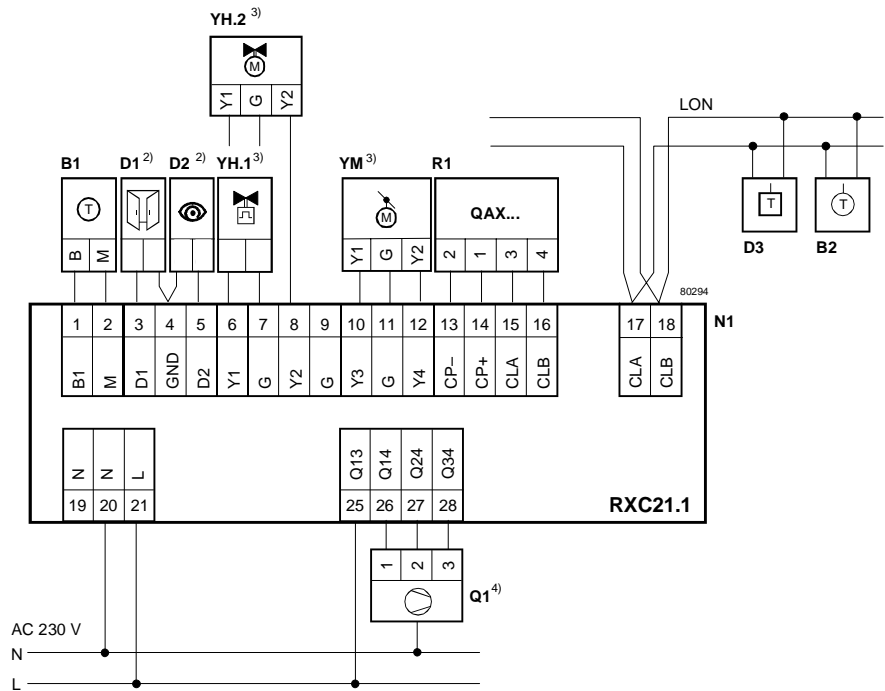 YH.2 3)
M
Y1 G Y2
LON
B1 D1 2) D2 2) YH.1 3) YM 3) R1
T M QAX... T T
B M Y1 G Y2 2 1 3 4
D3 B2
80294
1 2 3 4 5 6 7 8 9 10 11 12 13 14 15 16 17 18 N1
B1 M D1 GND D2 Y1 G Y2 G Y3 G Y4 CP– CP+ CLA CLB CLA CLB
N N L Q13 Q14 Q24 Q34
19 20 21 25 26 27 28 RXC21.1
1 2 3
Q1 4)
AC 230 V
N
L